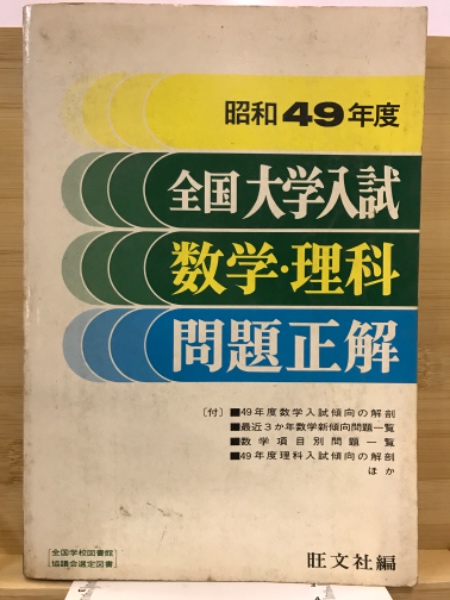 昭和49年度
全国大学入試
数学・理科
問題正解
〔付〕■49年度数学入試傾向の解剖
■最近3か年数学新傾向問題一覧
■数学項目別問題一覧
■49年度理科入試傾向の解剖
ほか
全国学校図書館
協議会選定図書
旺文社編